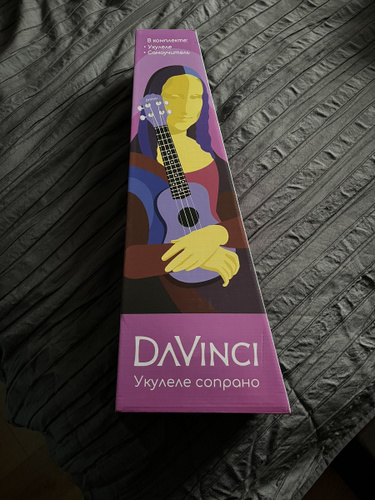 В комплекте:
• Укулеле
• Самоучитель
DAVINCI
Укулеле сопрано